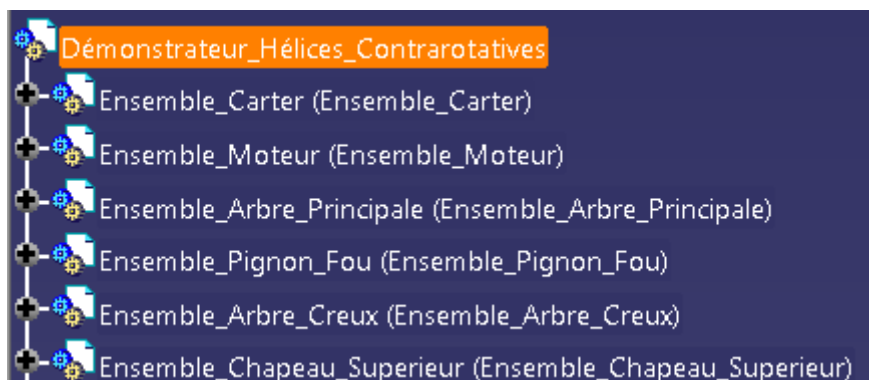 Démonstrateur_Hélices_Contrarotatives
Ensemble_Carter (Ensemble_Carter)
Ensemble_Moteur (Ensemble_Moteur)
Ensemble_Arbre_Principale (Ensemble_Arbre_Principale)
Ensemble_Pignon_Fou (Ensemble_Pignon_Fou)
Ensemble_Arbre_Creux (Ensemble_Arbre_Creux)
Ensemble_Chapeau_Superieur (Ensemble_Chapeau_Superieur)